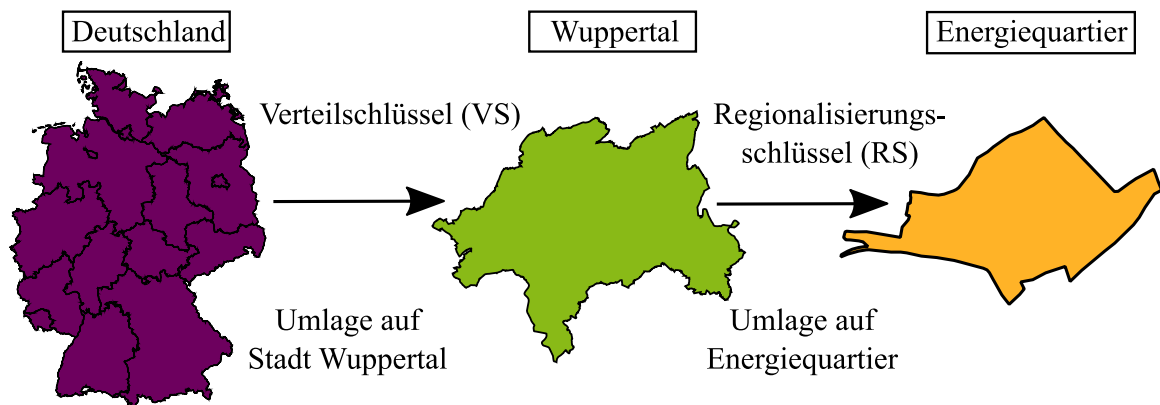 Deutschland
Wuppertal
Energiequartier
Verteilschlüssel (VS)
Regionalisierungs-
schlüssel (RS)
Umlage auf
Stadt Wuppertal
Umlage auf
Energiequartier